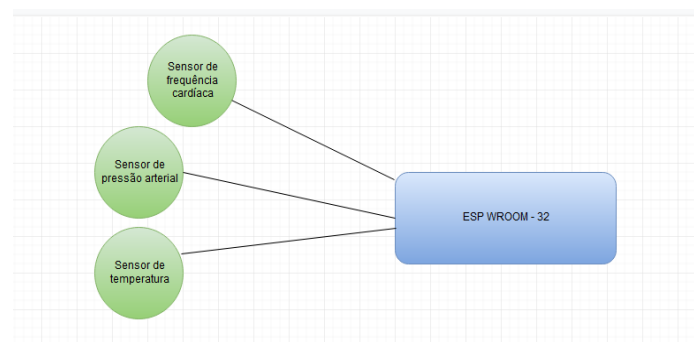 Sensor de
frequência
cardíaca
Sensor de
pressão arterial
ESP WROOM - 32
Sensor de
temperatura